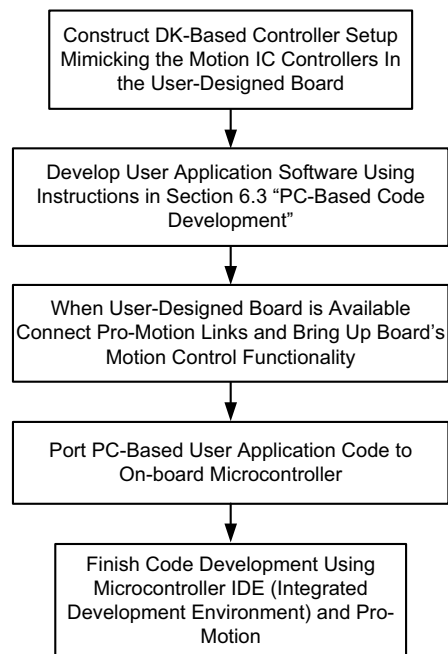 Construct DK-Based Controller Setup
Mimicking the Motion IC Controllers In
the User-Designed Board
Develop User Application Software Using
Instructions in Section 6.3 “PC-Based Code
Development”
When User-Designed Board is Available
Connect Pro-Motion Links and Bring Up Board’s
Motion Control Functionality
Port PC-Based User Application Code to
On-board Microcontroller
Finish Code Development Using
Microcontroller IDE (Integrated
Development Environment) and Pro-
Motion